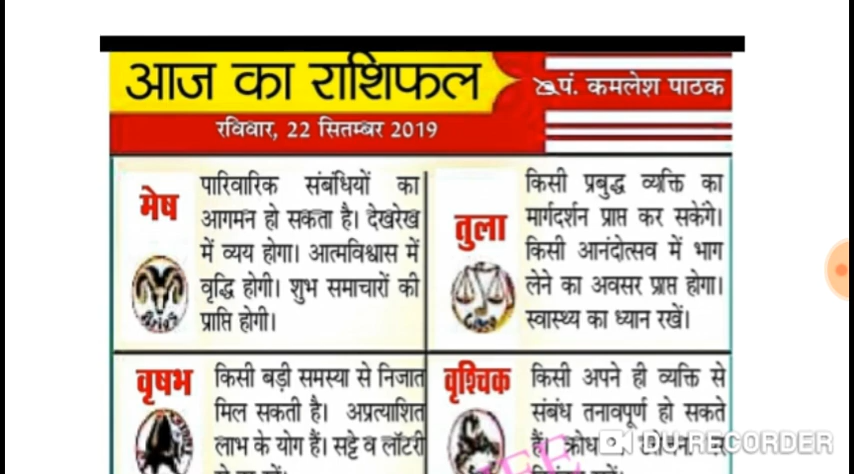 आज का राशिफल
पं. कमलेश पाठक
रविवार, 22 सितम्बर 2019
मेष
पारिवारिक संबंधियों का
आगमन हो सकता है। देखरेख
में व्यय होगा। आत्मविश्वास में
वृद्धि होगी। शुभ समाचारों की
प्राप्ति होगी।
तुला
किसी प्रबुद्ध व्यक्ति का
मार्गदर्शन प्राप्त कर सकेंगे।
किसी आनंदोत्सव में भाग
लेने का अवसर प्राप्त होगा।
स्वास्थ्य का ध्यान रखें।
वृषभ
किसी बड़ी समस्या से निजात
मिल सकती है। अप्रत्याशित
लाभ के योग हैं। सट्टे व लॉटरी
वृश्चिक
किसी अपने ही व्यक्ति से
संबंध तनावपूर्ण हो सकते
हैं। क्रोध
DU RECORDER